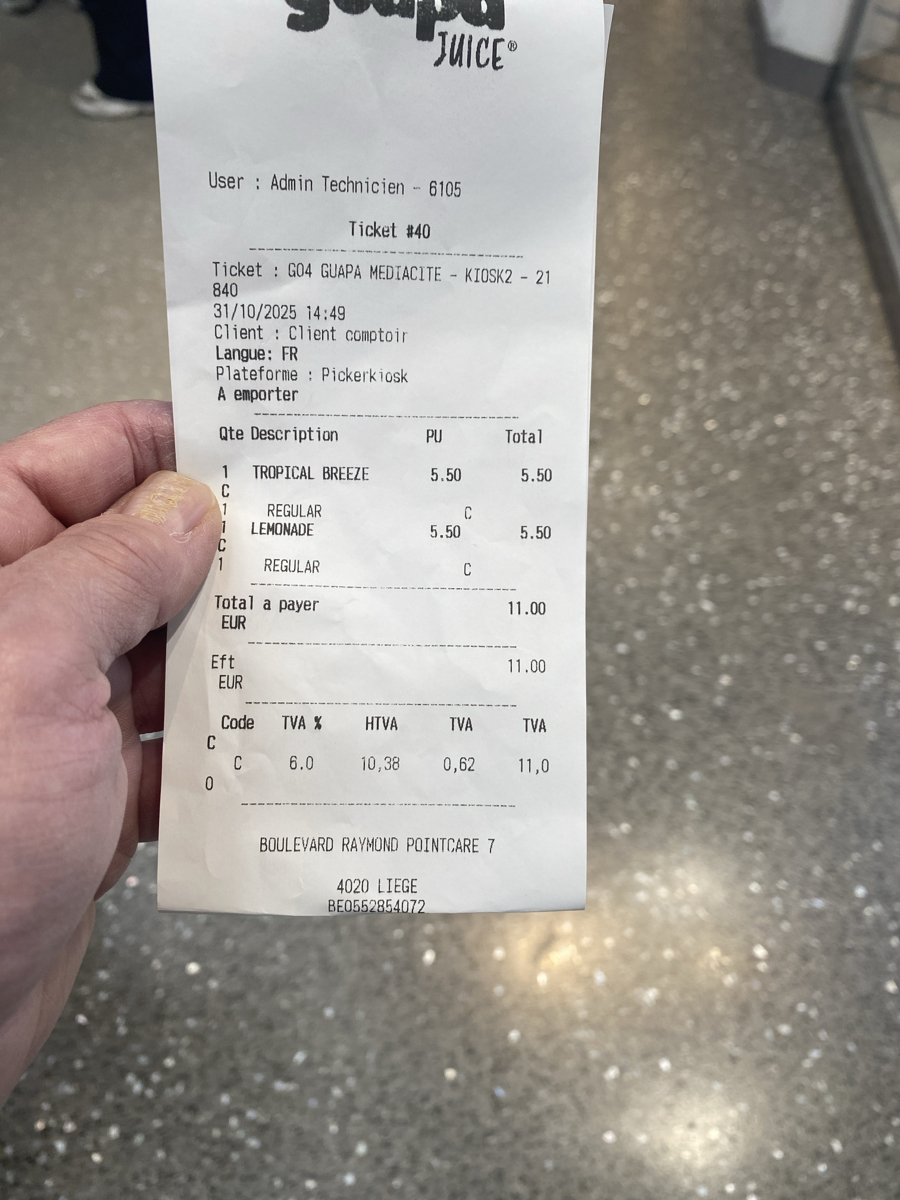 guapa
JUICE®
User : Admin Technicien - 6105
Ticket #40
Ticket : GO4 GUAPA MEDIACITE - KIOSK2 - 21
840
31/10/2025 14:49
Client : Client comptoir
Langue: FR
Plateforme : Pickerkiosk
A emporter
Qte Description PU Total
1 TROPICAL BREEZE 5.50 5.50
C
1 REGULAR C
1 LEMONADE 5.50 5.50
C
1 REGULAR C
Total a payer 11.00
EUR
Eft 11.00
EUR
Code TVA % HTVA TVA TVA
C
C 6.0 10,38 0,62 11,0
0
BOULEVARD RAYMOND POINTCARE 7
4020 LIEGE
BE0552854072